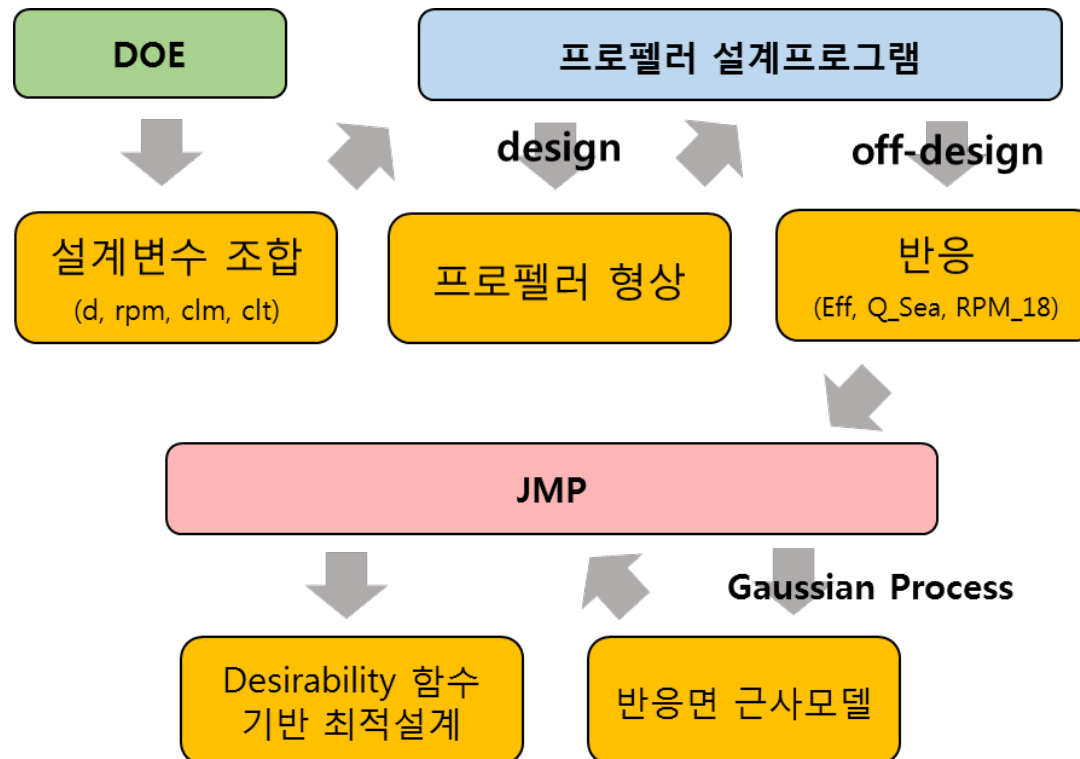 DOE
프로펠러 설계프로그램
design
off-design
설계변수 조합
(d, rpm, clm, clt)
프로펠러 형상
반응
(Eff, Q_Sea, RPM_18)
JMP
Gaussian Process
Desirability 함수
기반 최적설계
반응면 근사모델